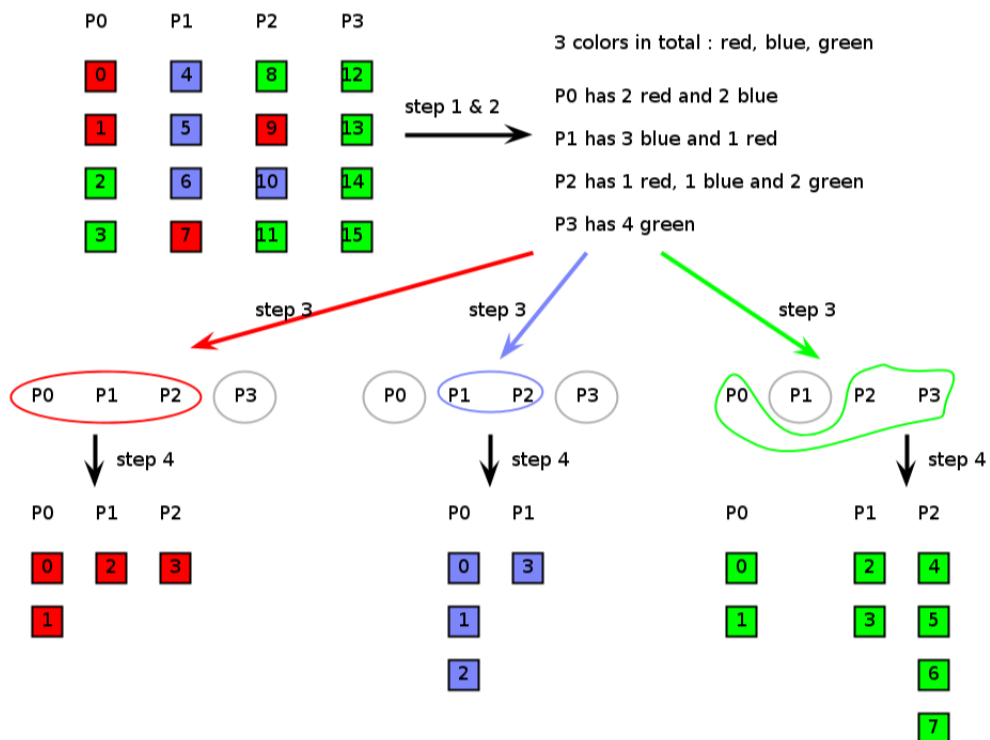 P0 P1 P2 P3
3 colors in total : red, blue, green
0 4 8 12
P0 has 2 red and 2 blue
step 1 & 2
1 5 9 13
P1 has 3 blue and 1 red
2 6 10 14
P2 has 1 red, 1 blue and 2 green
3 7 11 15
P3 has 4 green
step 3 step 3 step 3
P0 P1 P2 P3 P0 P1 P2 P3 P0 P1 P2 P3
step 4 step 4 step 4
P0 P1 P2 P0 P1 P0 P1 P2
0 2 3 0 3 0 2 4
1 1 1 3 5
2 6
7